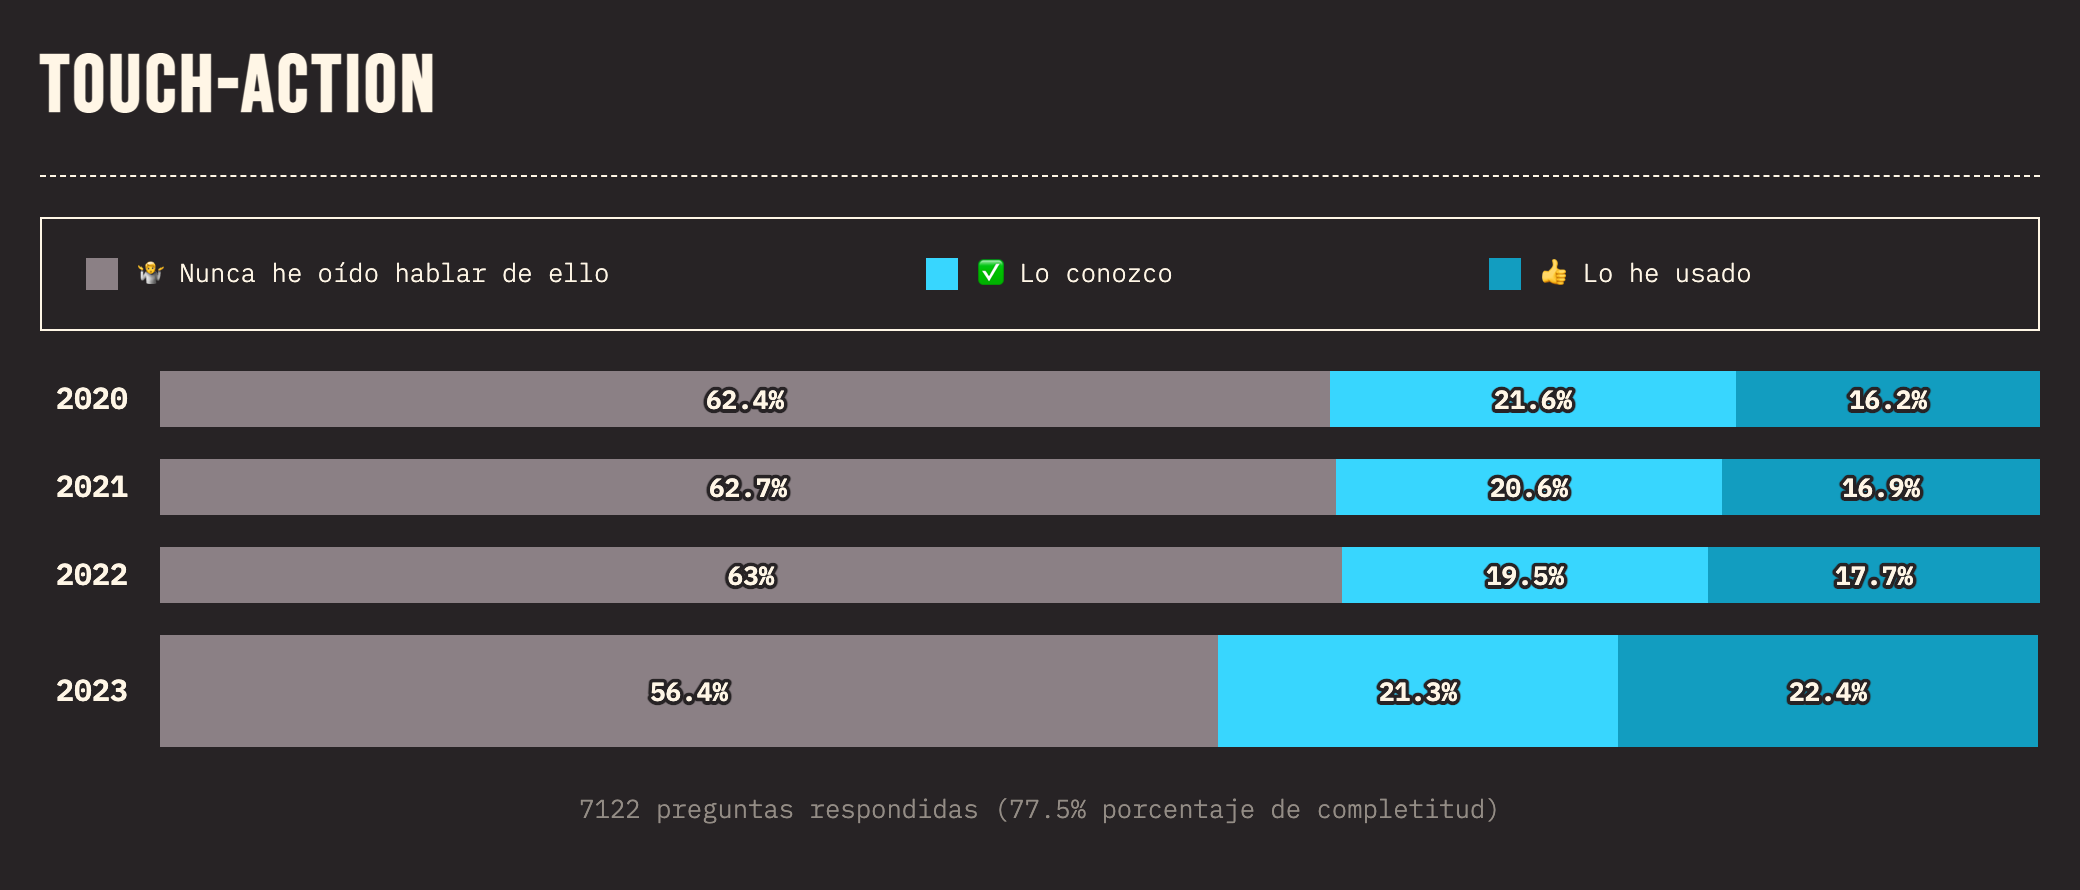 TOUCH-ACTION
🤷 Nunca he oído hablar de ello ✅ Lo conozco 👍 Lo he usado
2020 62.4% 21.6% 16.2%
2021 62.7% 20.6% 16.9%
2022 63% 19.5% 17.7%
2023 56.4% 21.3% 22.4%
7122 preguntas respondidas (77.5% porcentaje de completitud)